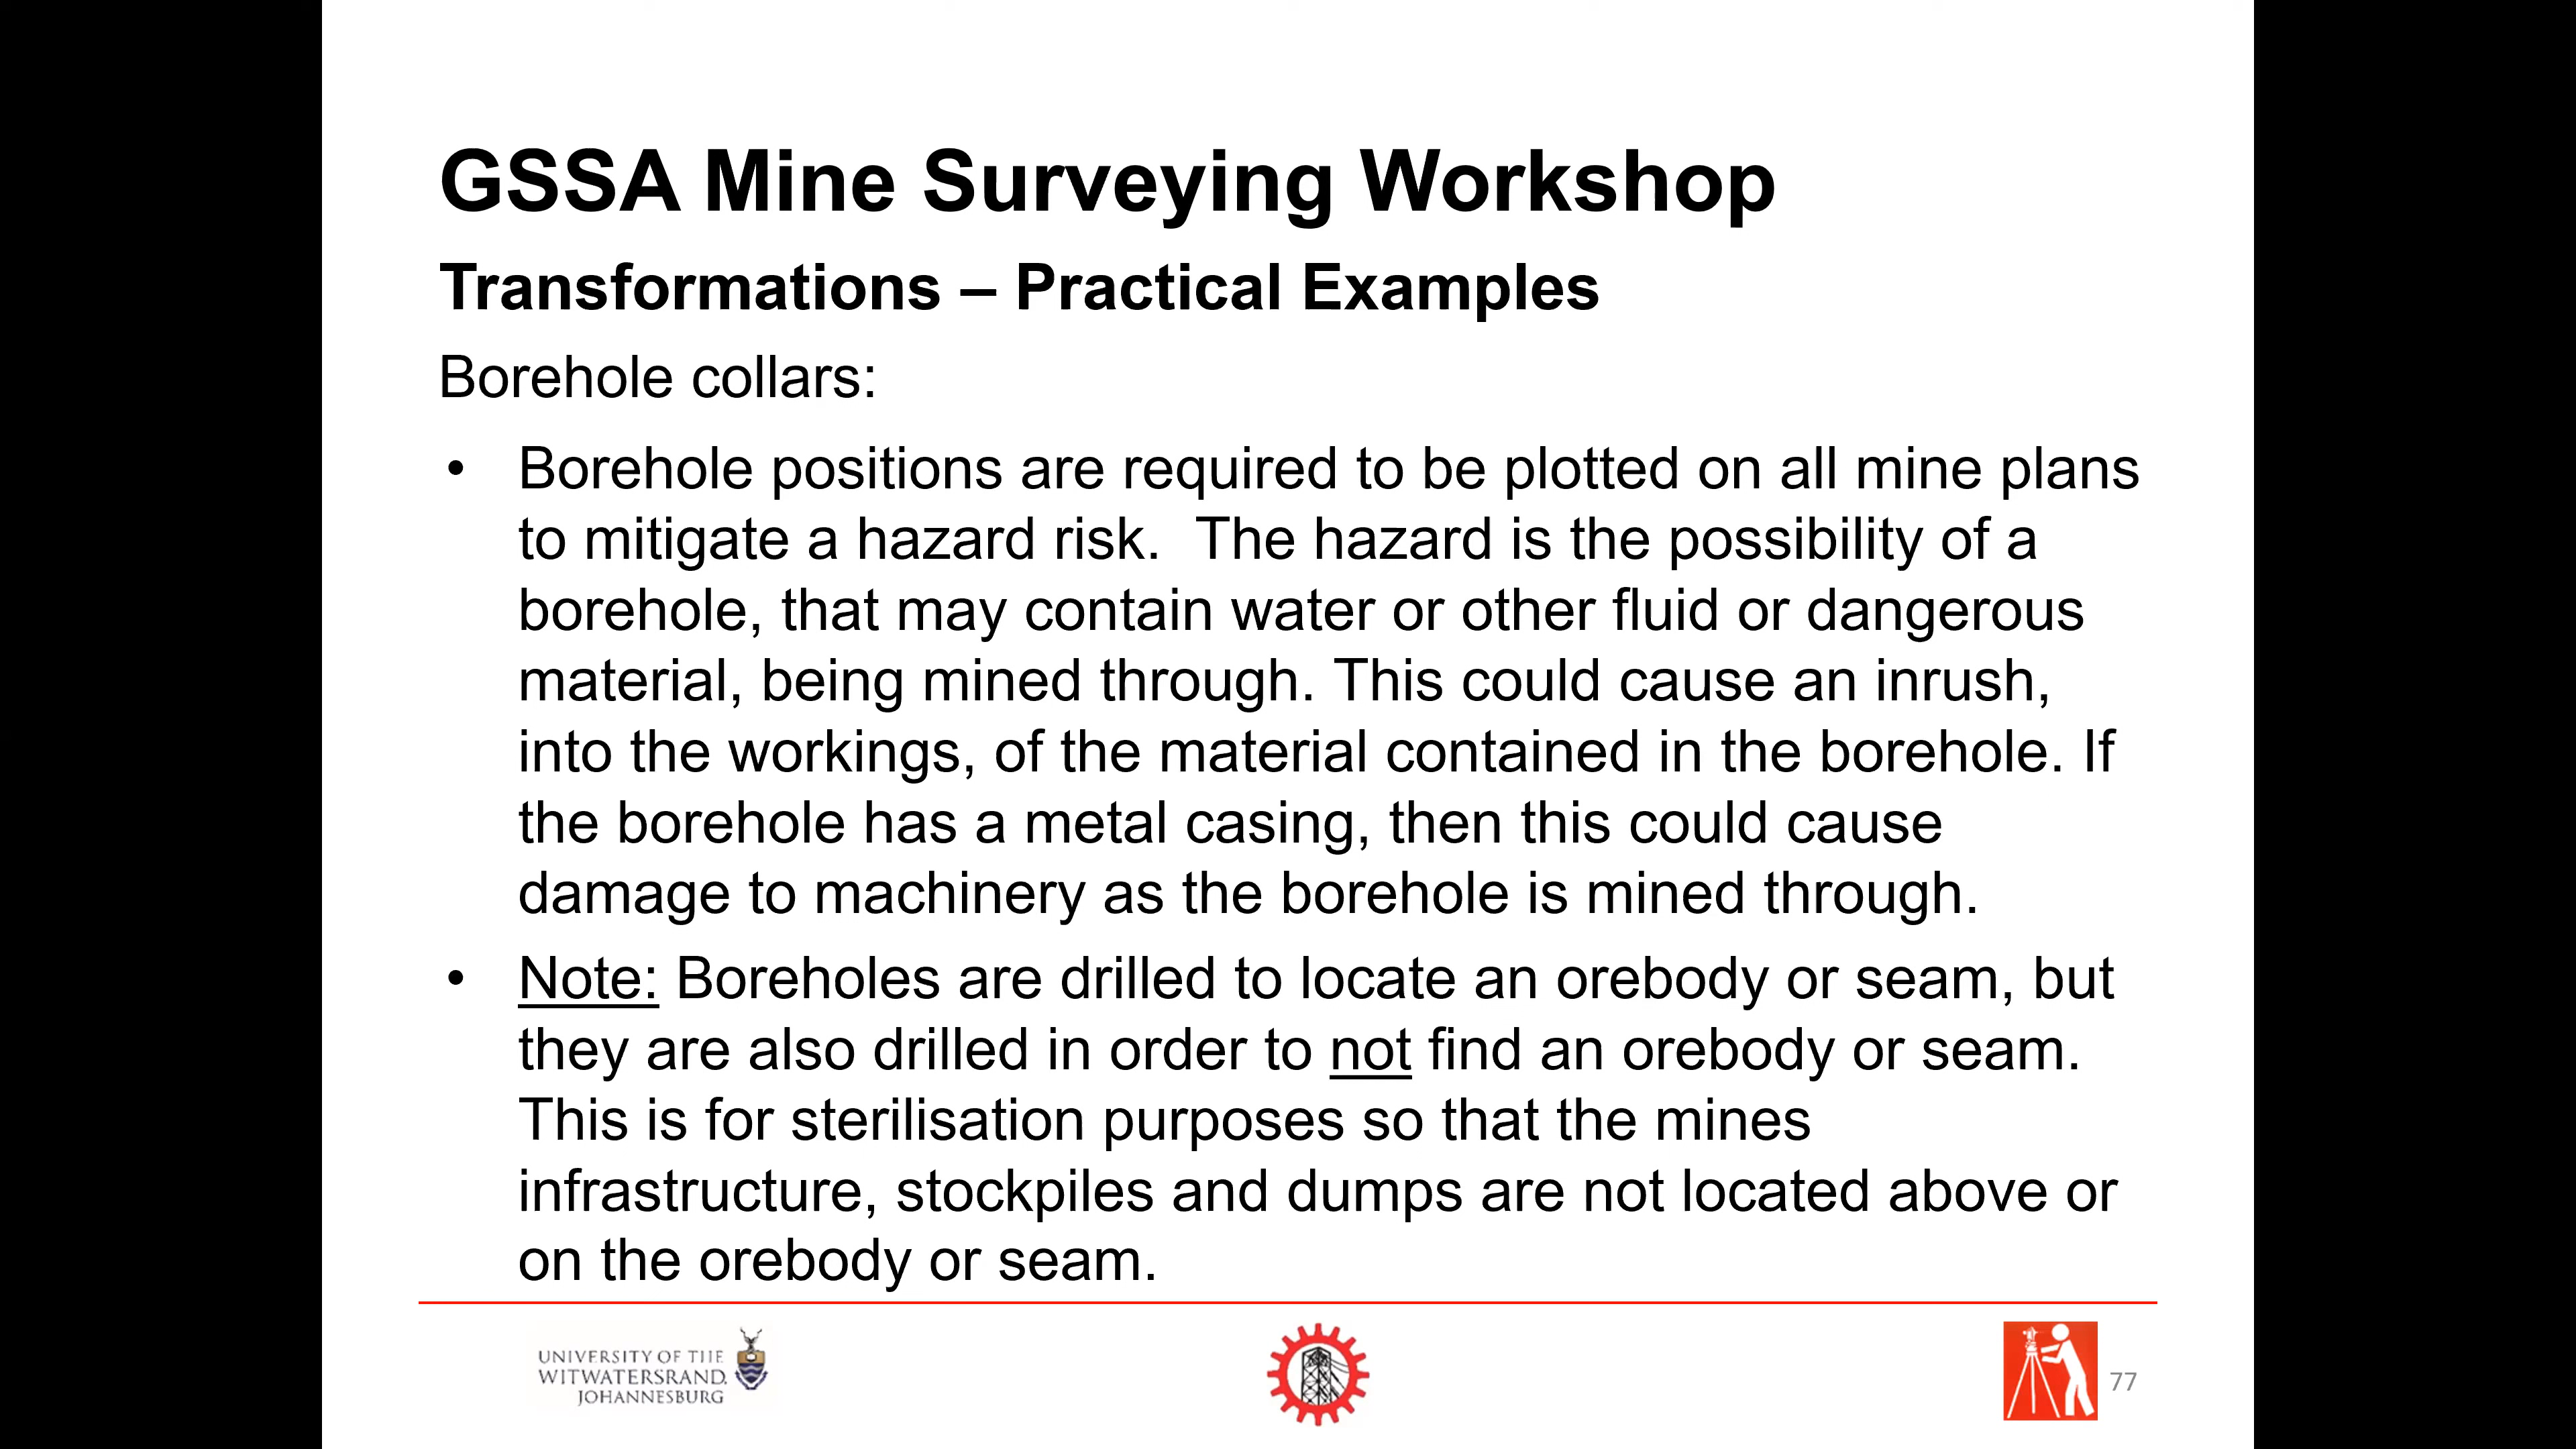 GSSA Mine Surveying Workshop
Transformations – Practical Examples
Borehole collars:
• Borehole positions are required to be plotted on all mine plans
to mitigate a hazard risk.  The hazard is the possibility of a
borehole, that may contain water or other fluid or dangerous
material, being mined through. This could cause an inrush,
into the workings, of the material contained in the borehole. If
the borehole has a metal casing, then this could cause
damage to machinery as the borehole is mined through.
• Note: Boreholes are drilled to locate an orebody or seam, but
they are also drilled in order to not find an orebody or seam.
This is for sterilisation purposes so that the mines
infrastructure, stockpiles and dumps are not located above or
on the orebody or seam.
UNIVERSITY OF THE
WITWATERSRAND,
JOHANNESBURG
77